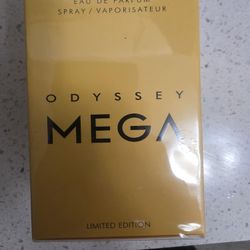 EAU DE PARFUM
SPRAY / VAPORISATEUR
ODYSSEY
MEGA
LIMITED EDITION